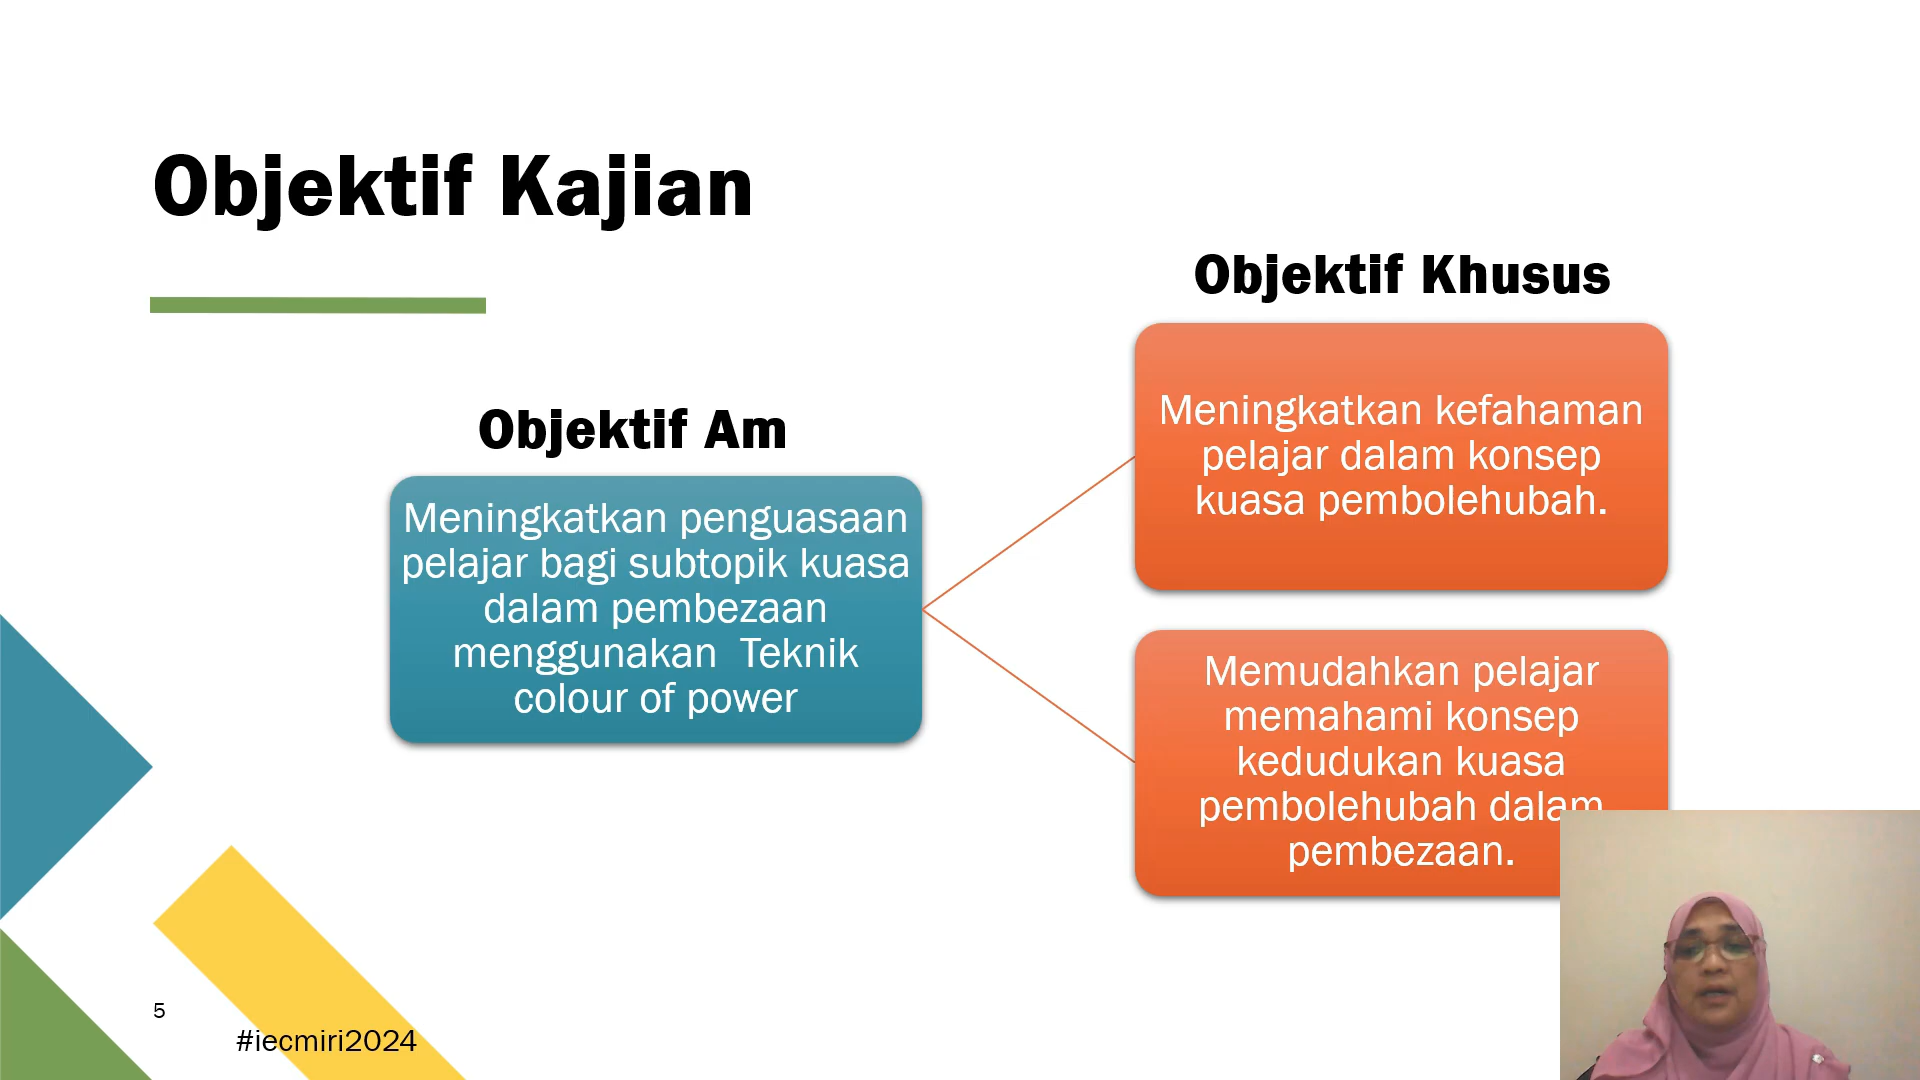 Objektif Kajian
Objektif Am
Meningkatkan penguasaan
pelajar bagi subtopik kuasa
dalam pembezaan
menggunakan  Teknik
colour of power
Objektif Khusus
Meningkatkan kefahaman
pelajar dalam konsep
kuasa pembolehubah.
Memudahkan pelajar
memahami konsep
kedudukan kuasa
pembolehubah dalam
pembezaan.
5
#iecmiri2024